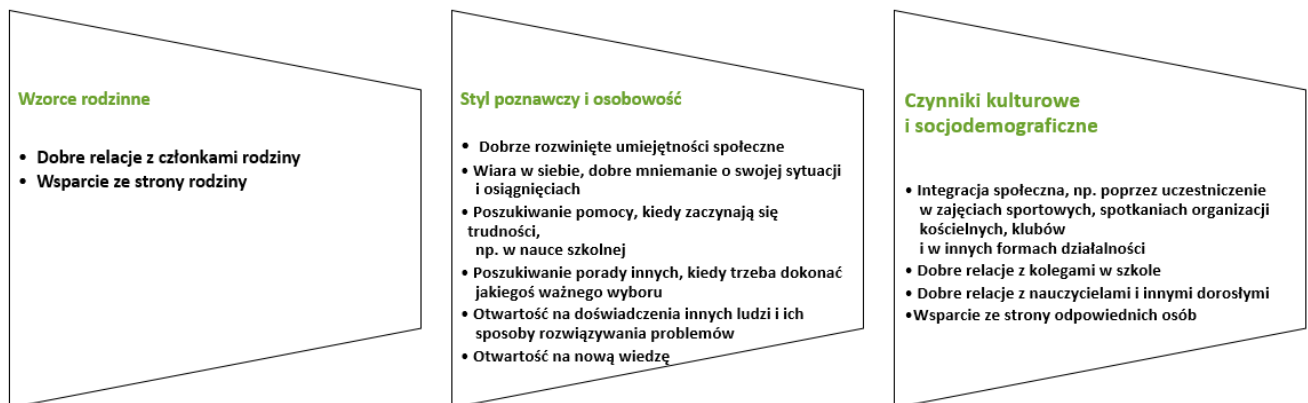 Wzorce rodzinne
• Dobre relacje z członkami rodziny
• Wsparcie ze strony rodziny
Styl poznawczy i osobowość
• Dobrze rozwinięte umiejętności społeczne
• Wiara w siebie, dobre mniemanie o swojej sytuacji
i osiągnięciach
• Poszukiwanie pomocy, kiedy zaczynają się
trudności,
np. w nauce szkolnej
• Poszukiwanie porady innych, kiedy trzeba dokonać
jakiegoś ważnego wyboru
• Otwartość na doświadczenia innych ludzi i ich
sposoby rozwiązywania problemów
• Otwartość na nową wiedzę
Czynniki kulturowe
i socjodemograficzne
• Integracja społeczna, np. poprzez uczestniczenie
w zajęciach sportowych, spotkaniach organizacji
kościelnych, klubów
i w innych formach działalności
• Dobre relacje z kolegami w szkole
• Dobre relacje z nauczycielami i innymi dorosłymi
•Wsparcie ze strony odpowiednich osób